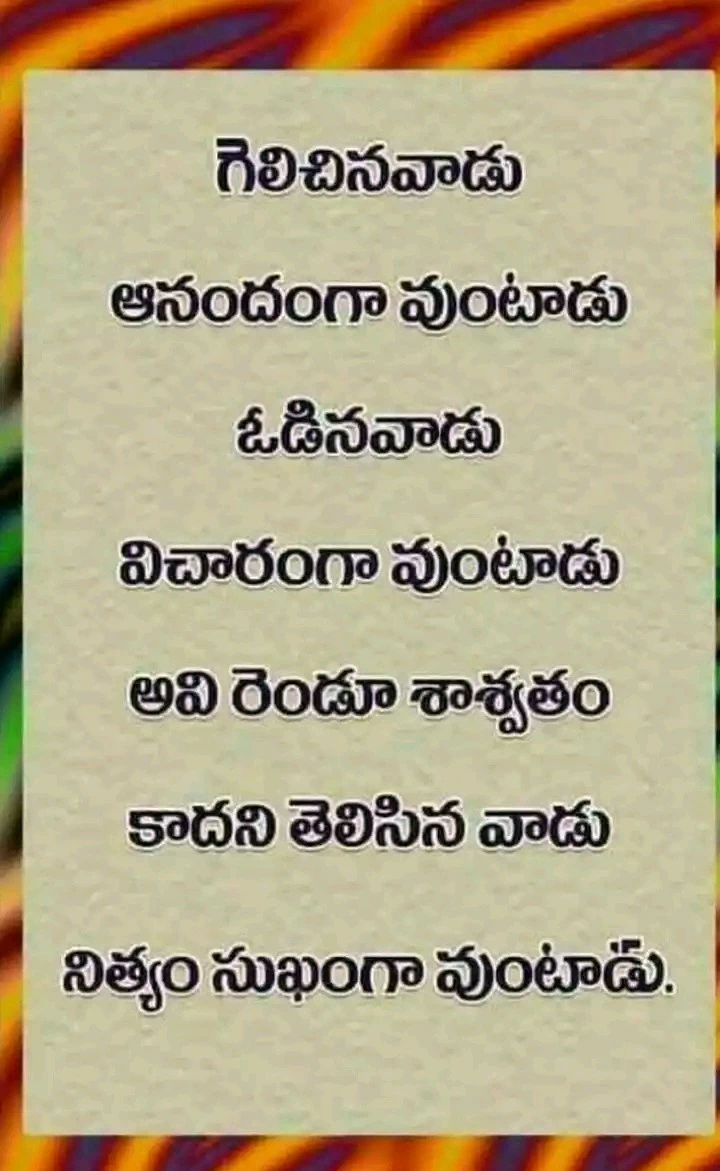 గెలిచినవాడు
ఆనందంగా వుంటాడు
ఓడినవాడు
విచారంగా వుంటాడు
అవి రెండూ శాశ్వతం
కాదని తెలిసిన వాడు
నిత్యం సుఖంగా వుంటాడు.